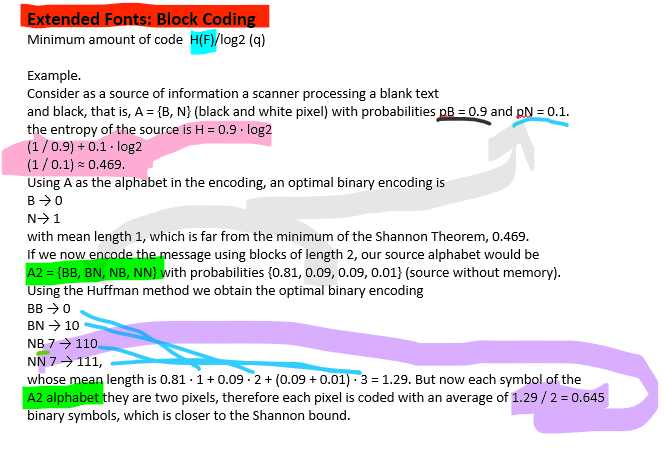 Extended Fonts: Block Coding
Minimum amount of code H(F)/log2 (q)
Example.
Consider as a source of information a scanner processing a blank text
and black, that is, A = {B, N} (black and white pixel) with probabilities pB = 0.9 and pN = 0.1.
the entropy of the source is H = 0.9 · log2
(1 / 0.9) + 0.1 · log2
(1 / 0.1) ≈ 0.469.
Using A as the alphabet in the encoding, an optimal binary encoding is
B → 0
N→ 1
with mean length 1, which is far from the minimum of the Shannon Theorem, 0.469.
If we now encode the message using blocks of length 2, our source alphabet would be
A2 = {BB, BN, NB, NN} with probabilities {0.81, 0.09, 0.09, 0.01} (source without memory).
Using the Huffman method we obtain the optimal binary encoding
BB → 0
BN → 10
NB 7 → 110
NN 7 → 111,
whose mean length is 0.81 · 1 + 0.09 · 2 + (0.09 + 0.01) · 3 = 1.29. But now each symbol of the
A2 alphabet they are two pixels, therefore each pixel is coded with an average of 1.29 / 2 = 0.645
binary symbols, which is closer to the Shannon bound.